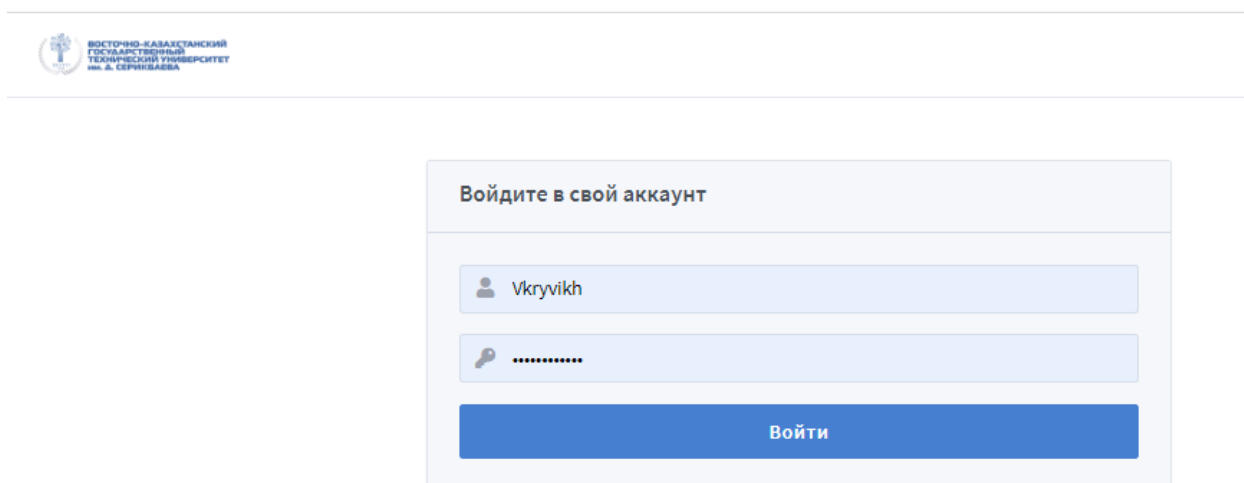 ВОСТОЧНО-КАЗАХСТАНСКИЙ
ГОСУДАРСТВЕННЫЙ
ТЕХНИЧЕСКИЙ УНИВЕРСИТЕТ
им. Д. СЕРИКБАЕВА
Войдите в свой аккаунт
Vkryvikh
••••••••••••
Войти